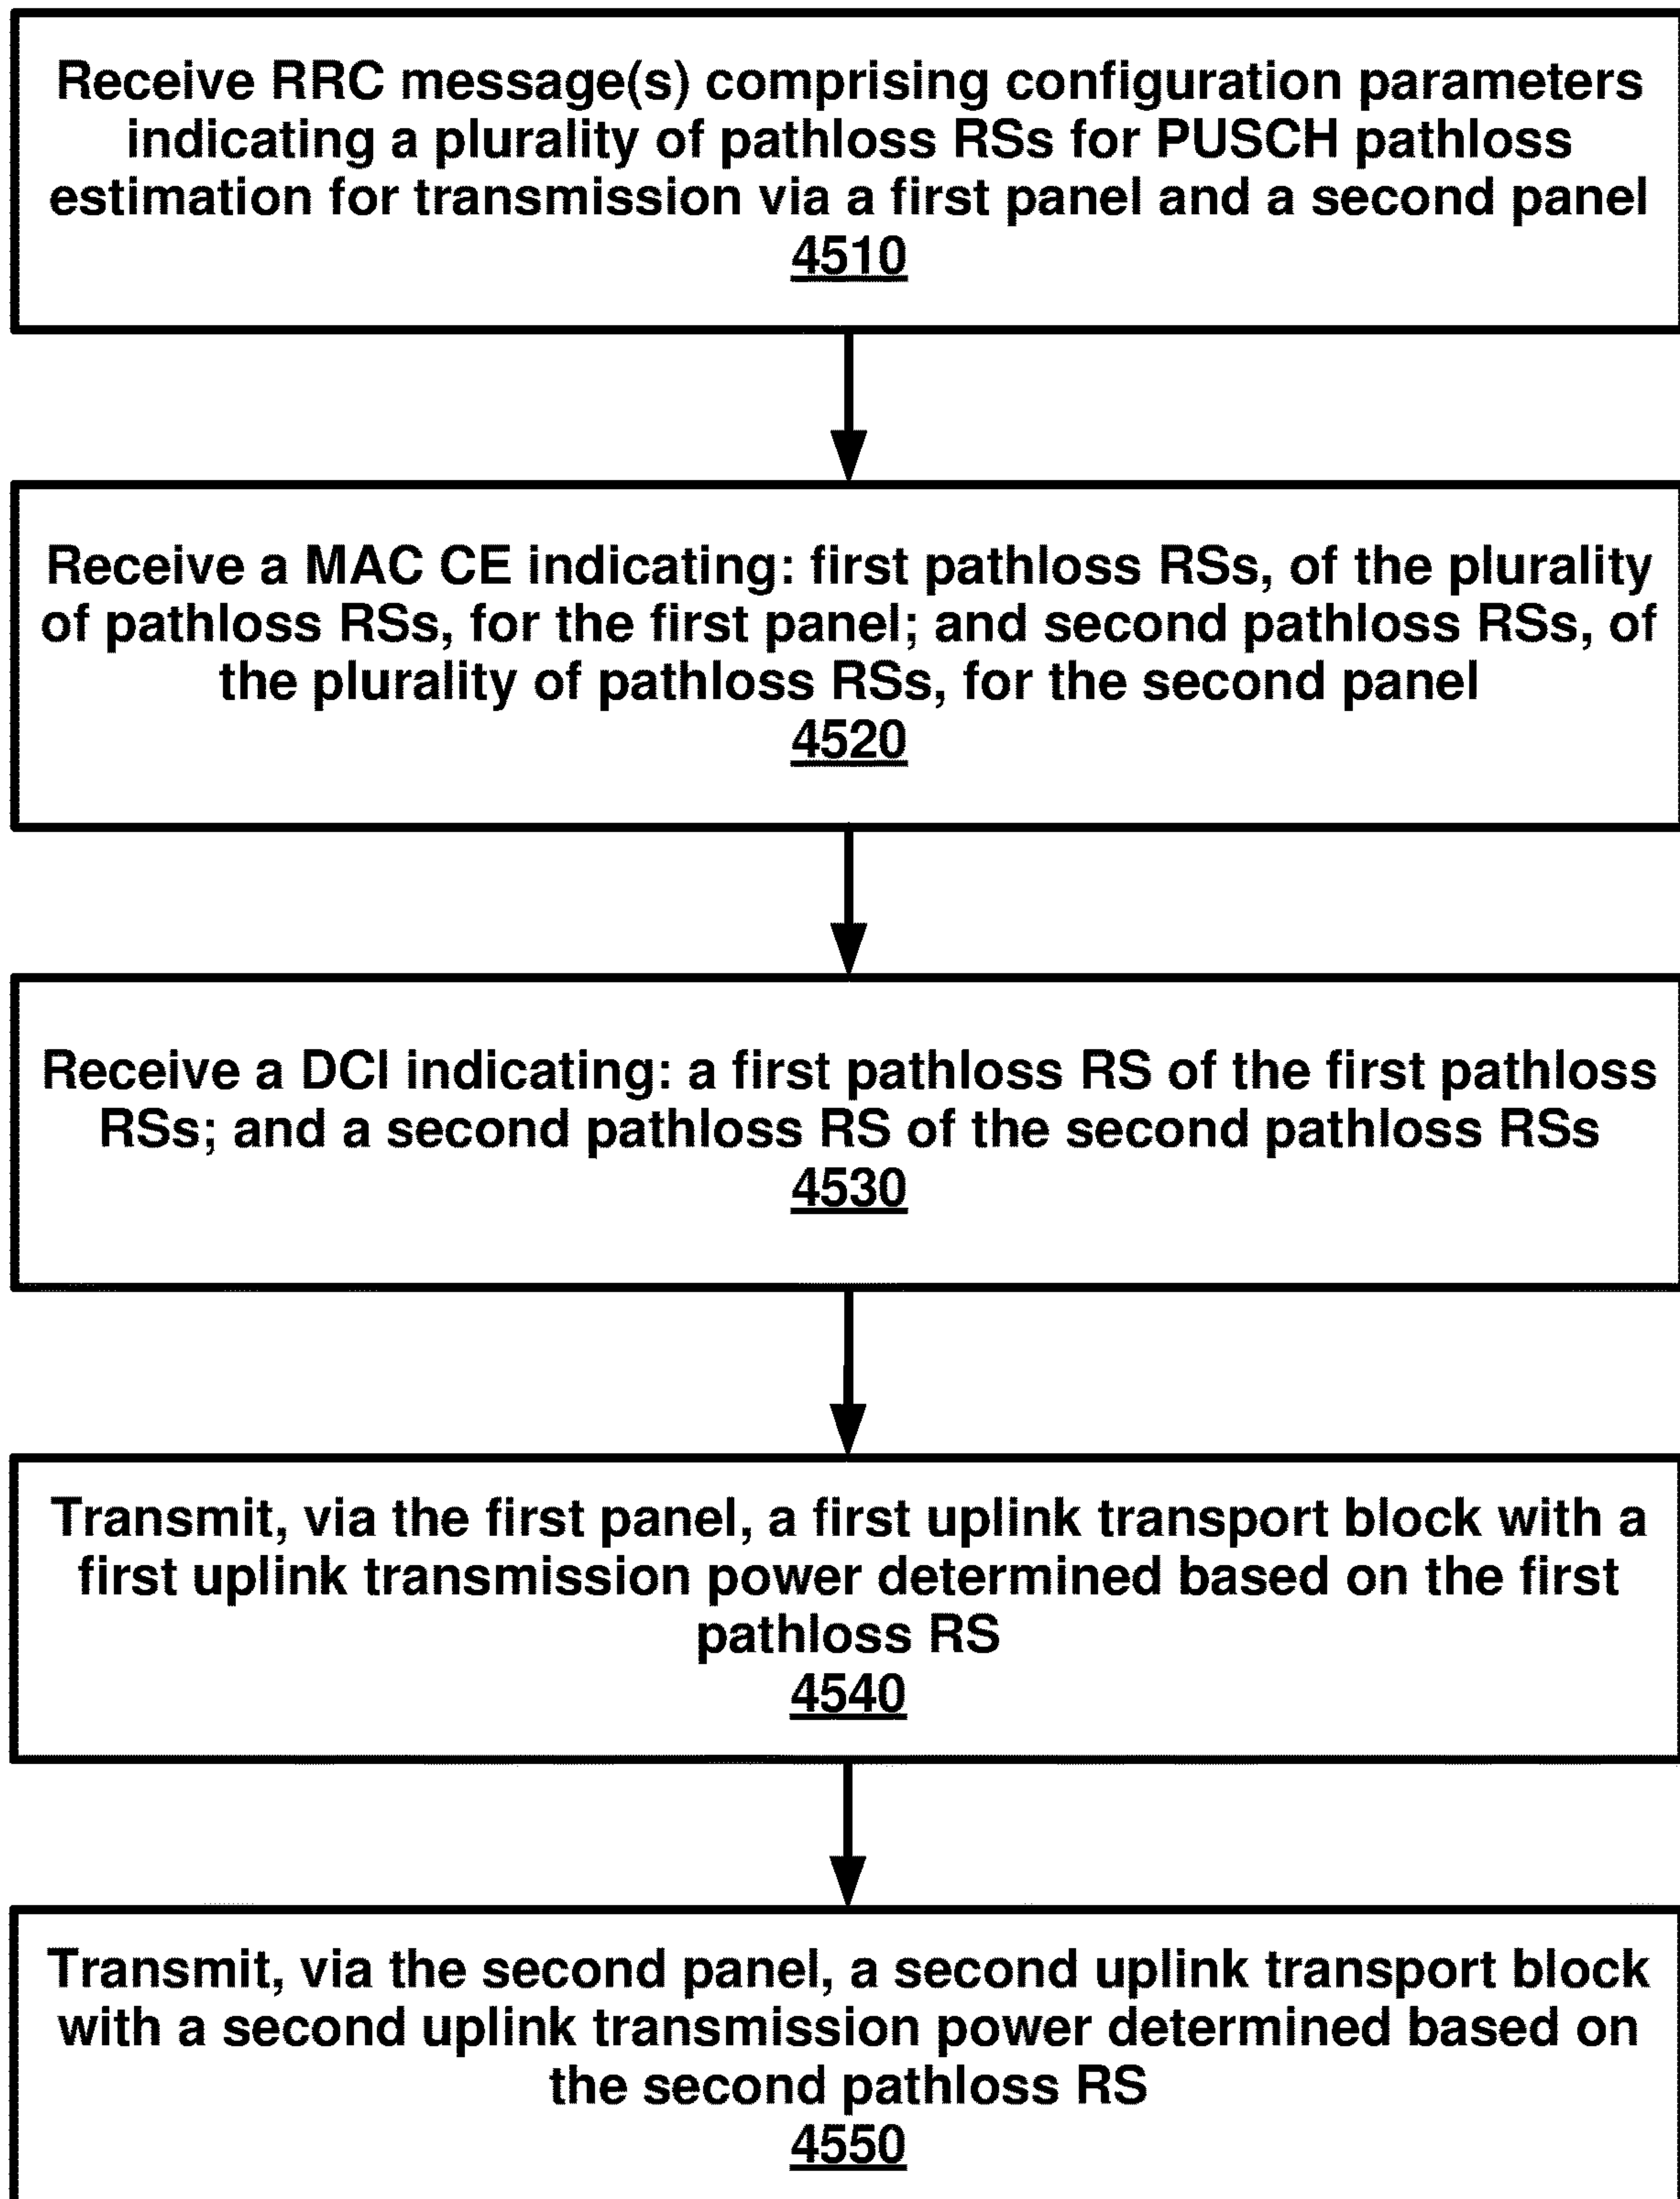 Receive RRC message(s) comprising configuration parameters
indicating a plurality of pathloss RSs for PUSCH pathloss
estimation for transmission via a first panel and a second panel
4510
Receive a MAC CE indicating: first pathloss RSs, of the plurality
of pathloss RSs, for the first panel; and second pathloss RSs, of
the plurality of pathloss RSs, for the second panel
4520
Receive a DCI indicating: a first pathloss RS of the first pathloss
RSs; and a second pathloss RS of the second pathloss RSs
4530
Transmit, via the first panel, a first uplink transport block with a
first uplink transmission power determined based on the first
pathloss RS
4540
Transmit, via the second panel, a second uplink transport block
with a second uplink transmission power determined based on
the second pathloss RS
4550